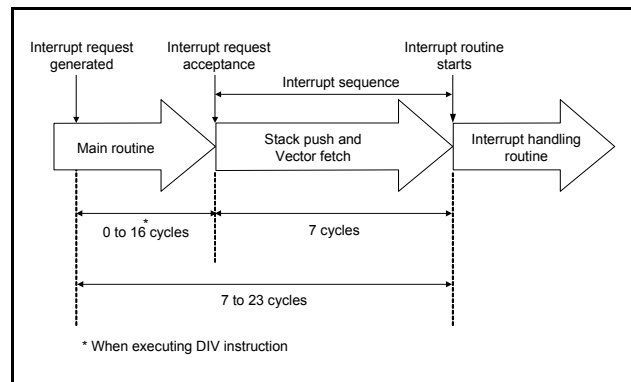 Interrupt request
generated
Interrupt request
acceptance
Interrupt routine
starts
Interrupt sequence
Main routine
Stack push and
Vector fetch
Interrupt handling
routine
*
0 to 16 cycles
7 cycles
7 to 23 cycles
* When executing DIV instruction